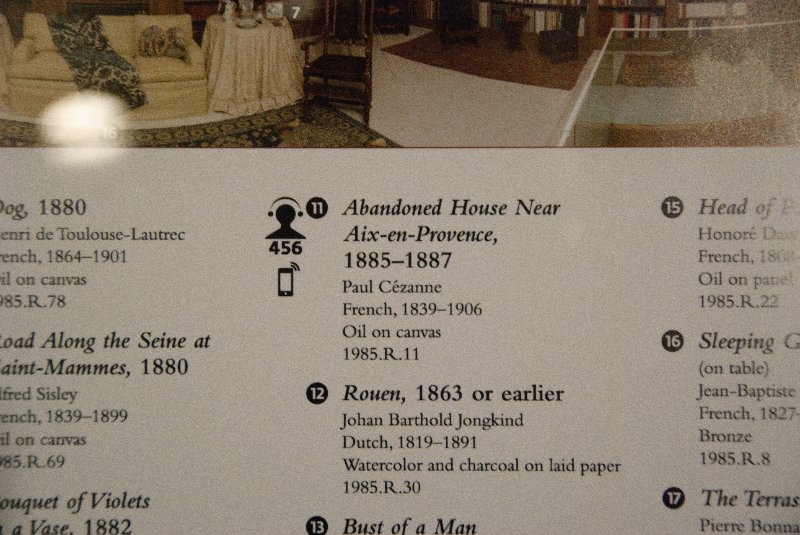 7
16
1880
Henri de Toulouse-Lautrec
French, 1864–1901
Oil on canvas
1985.R.78
Road Along the Seine at
Saint-Mammes, 1880
Alfred Sisley
French, 1839–1899
Oil on canvas
1985.R.69
Bouquet of Violets
a Vase, 1882
456
11 Abandoned House Near
Aix-en-Provence,
1885–1887
Paul Cézanne
French, 1839–1906
Oil on canvas
1985.R.11
12 Rouen, 1863 or earlier
Johan Barthold Jongkind
Dutch, 1819–1891
Watercolor and charcoal on laid paper
1985.R.30
13 Bust of a Man
15 Head of
Honoré
French,
Oil on panel
1985.R.22
16 Sleeping
(on table)
Jean-Baptiste
French, 1827–
Bronze
1985.R.8
17 The
Pierre